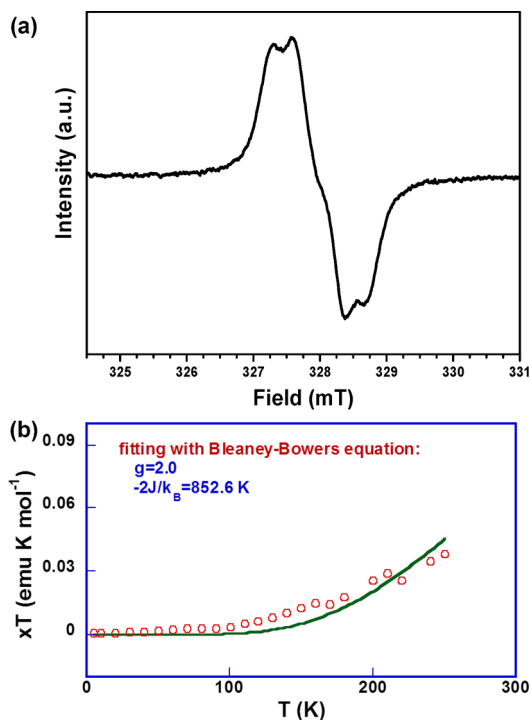 (a)
Intensity (a.u.)
325 326 327 328 329 330 331
Field (mT)
(b)
fitting with Bleaney-Bowers equation:
g=2.0
-2J/k_B=852.6 K
xT (emu K mol⁻¹)
0.09
0.06
0.03
0
0 100 200 300
T (K)